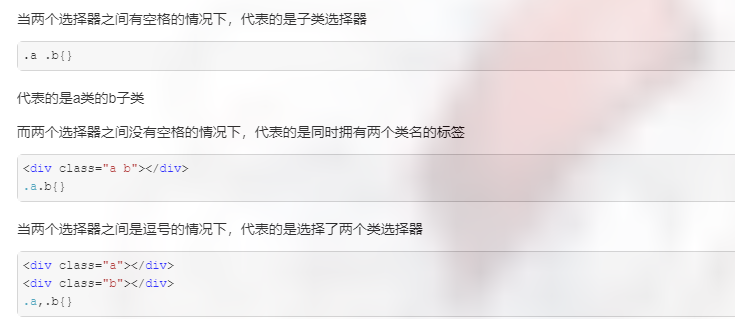 当两个选择器之间有空格的情况下，代表的是子类选择器
.a .b{}
代表的是a类的b子类
而两个选择器之间没有空格的情况下，代表的是同时拥有两个类名的标签
<div class="a b"></div>
.a.b{}
当两个选择器之间是逗号的情况下，代表的是选择了两个类选择器
<div class="a"></div>
<div class="b"></div>
.a,.b{}